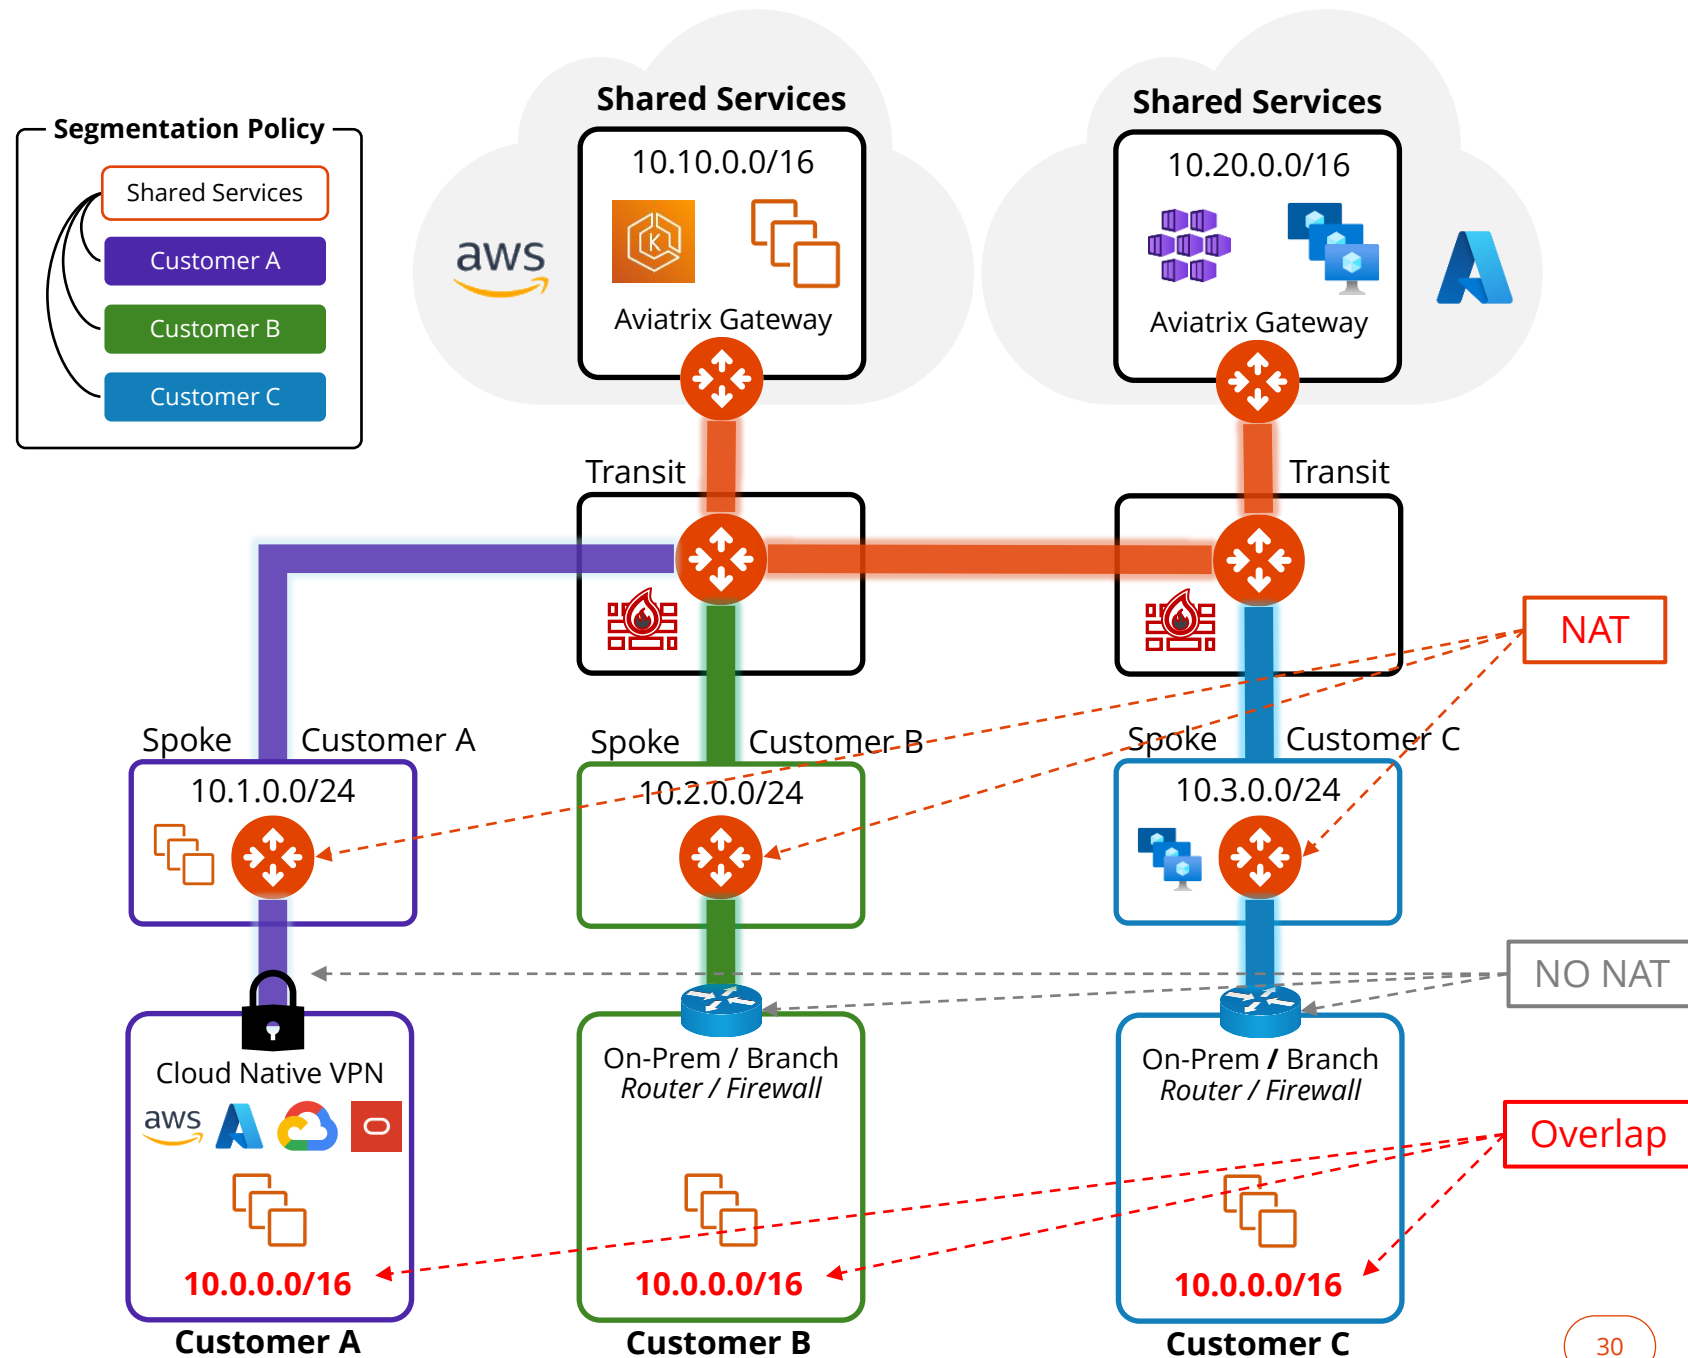 Segmentation Policy
Shared Services
Customer A
Customer B
Customer C
Shared Services
10.10.0.0/16
aws
K
Aviatrix Gateway
Shared Services
10.20.0.0/16
Aviatrix Gateway
Transit
Transit
NAT
Spoke
Customer A
10.1.0.0/24
Spoke
Customer B
10.2.0.0/24
Spoke
Customer C
10.3.0.0/24
NO NAT
Cloud Native VPN
aws
10.0.0.0/16
Customer A
On-Prem / Branch
Router / Firewall
10.0.0.0/16
Customer B
On-Prem / Branch
Router / Firewall
10.0.0.0/16
Customer C
Overlap
30